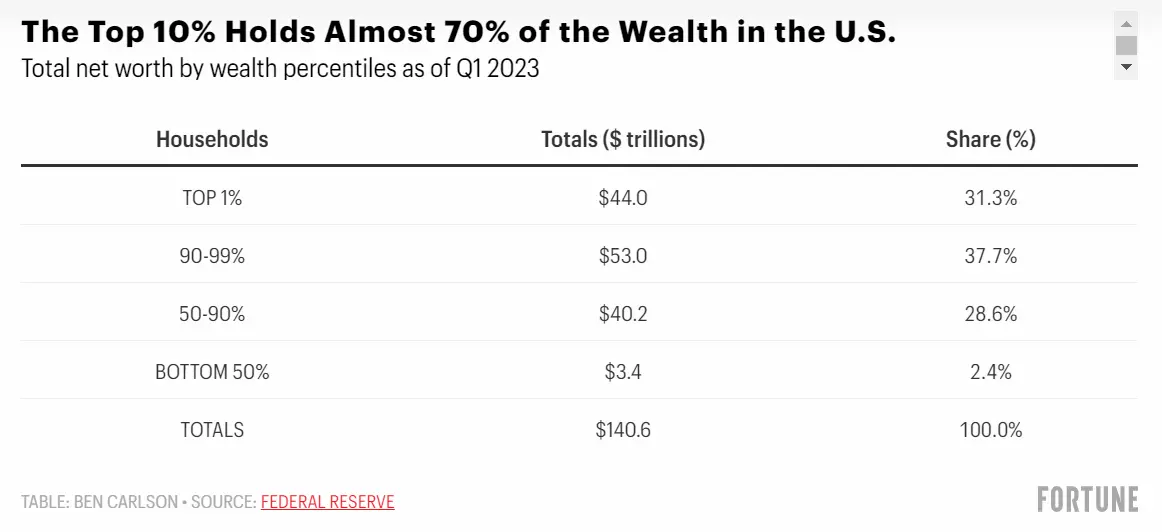 The Top 10% Holds Almost 70% of the Wealth in the U.S.
Total net worth by wealth percentiles as of Q1 2023
Households Totals ($ trillions) Share (%)
TOP 1% $44.0 31.3%
90-99% $53.0 37.7%
50-90% $40.2 28.6%
BOTTOM 50% $3.4 2.4%
TOTALS $140.6 100.0%
TABLE: BEN CARLSON • SOURCE: FEDERAL RESERVE FORTUNE